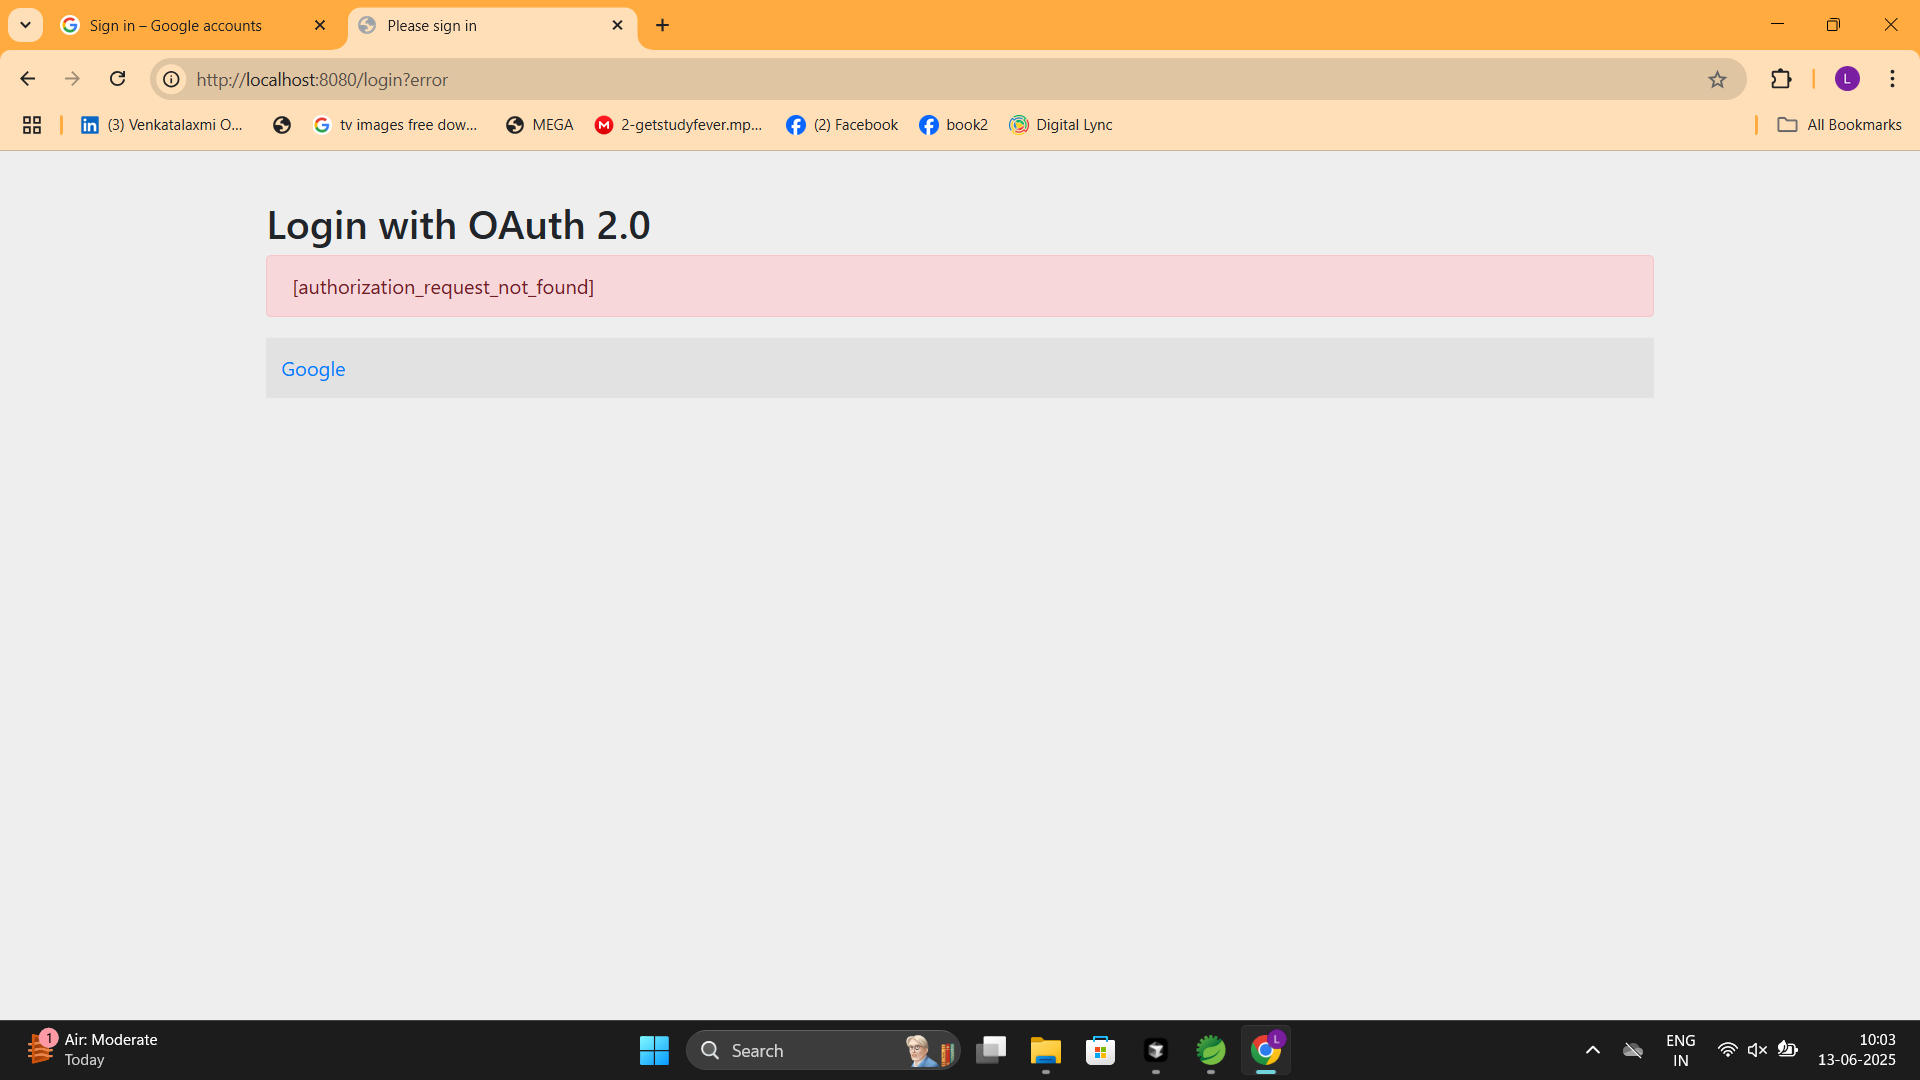 Sign in – Google accounts
Please sign in
http://localhost:8080/login?error
L
(3) Venkatalaxmi O...
tv images free dow...
MEGA
M
2-getstudyfever.mp...
(2) Facebook
book2
Digital Lync
All Bookmarks
Login with OAuth 2.0
[authorization_request_not_found]
Google
1
Air: Moderate
Today
Search
L
ENG
IN
10:03
13-06-2025